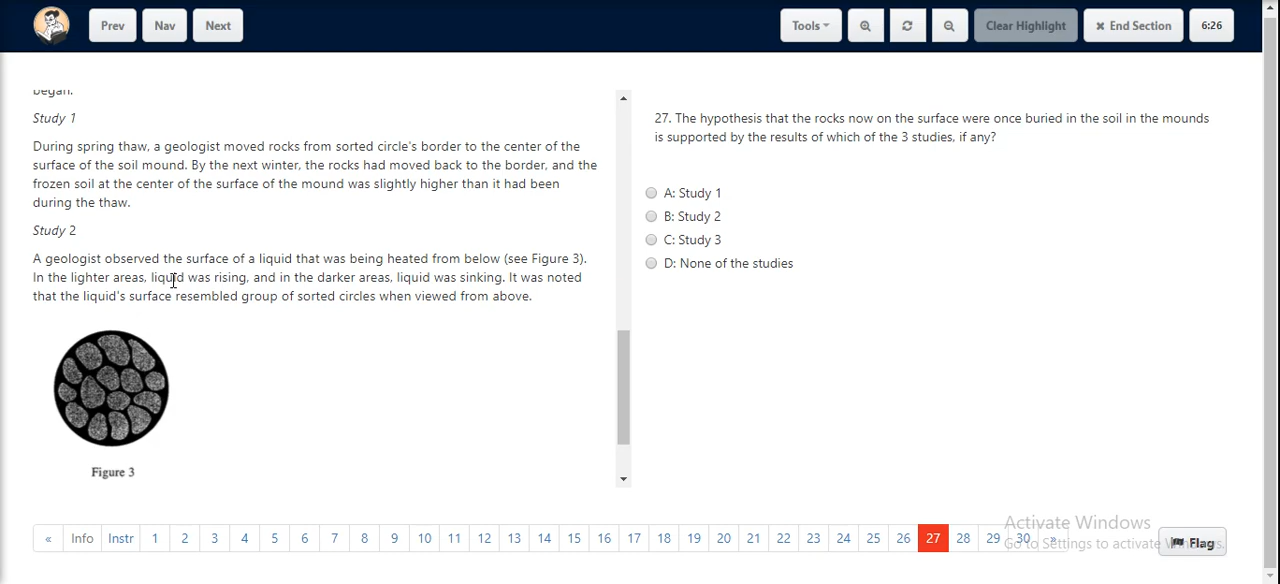 Prev
Nav
Next
Tools
Clear Highlight
✖ End Section
6:26
began.
Study 1
During spring thaw, a geologist moved rocks from sorted circle's border to the center of the
surface of the soil mound. By the next winter, the rocks had moved back to the border, and the
frozen soil at the center of the surface of the mound was slightly higher than it had been
during the thaw.
Study 2
A geologist observed the surface of a liquid that was being heated from below (see Figure 3).
In the lighter areas, liquid was rising, and in the darker areas, liquid was sinking. It was noted
that the liquid's surface resembled group of sorted circles when viewed from above.
Figure 3
27. The hypothesis that the rocks now on the surface were once buried in the soil in the mounds
is supported by the results of which of the 3 studies, if any?
A: Study 1
B: Study 2
C: Study 3
D: None of the studies
« Info Instr 1 2 3 4 5 6 7 8 9 10 11 12 13 14 15 16 17 18 19 20 21 22 23 24 25 26 27 28 29 30 »
Flag
Activate Windows
Go to Settings to activate Windows.